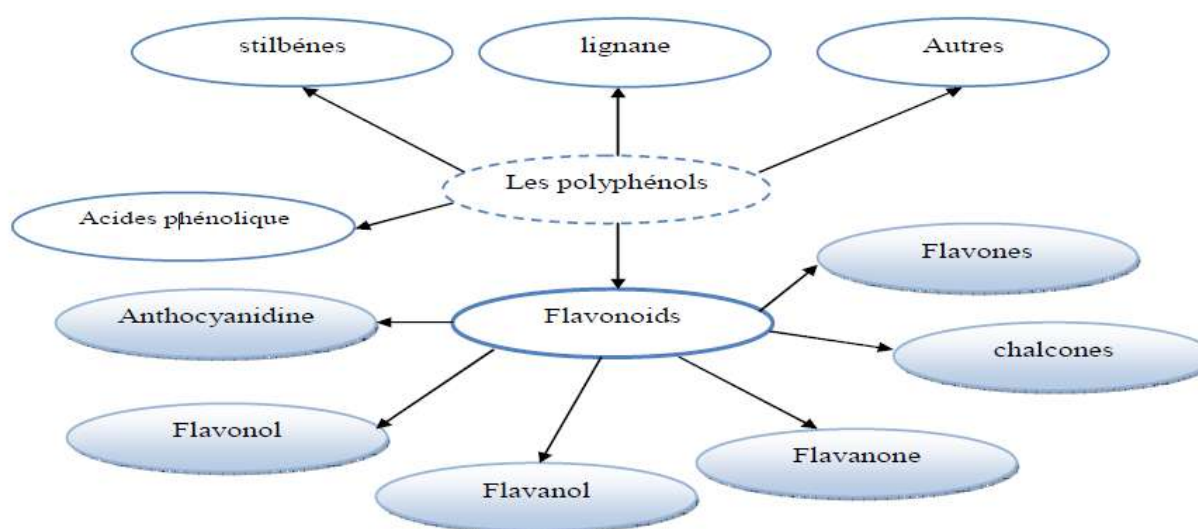 stilbénes
lignane
Autres
Les polyphénols
Acides phénolique
Flavones
Anthocyanidine
Flavonoids
chalcones
Flavonol
Flavanone
Flavanol